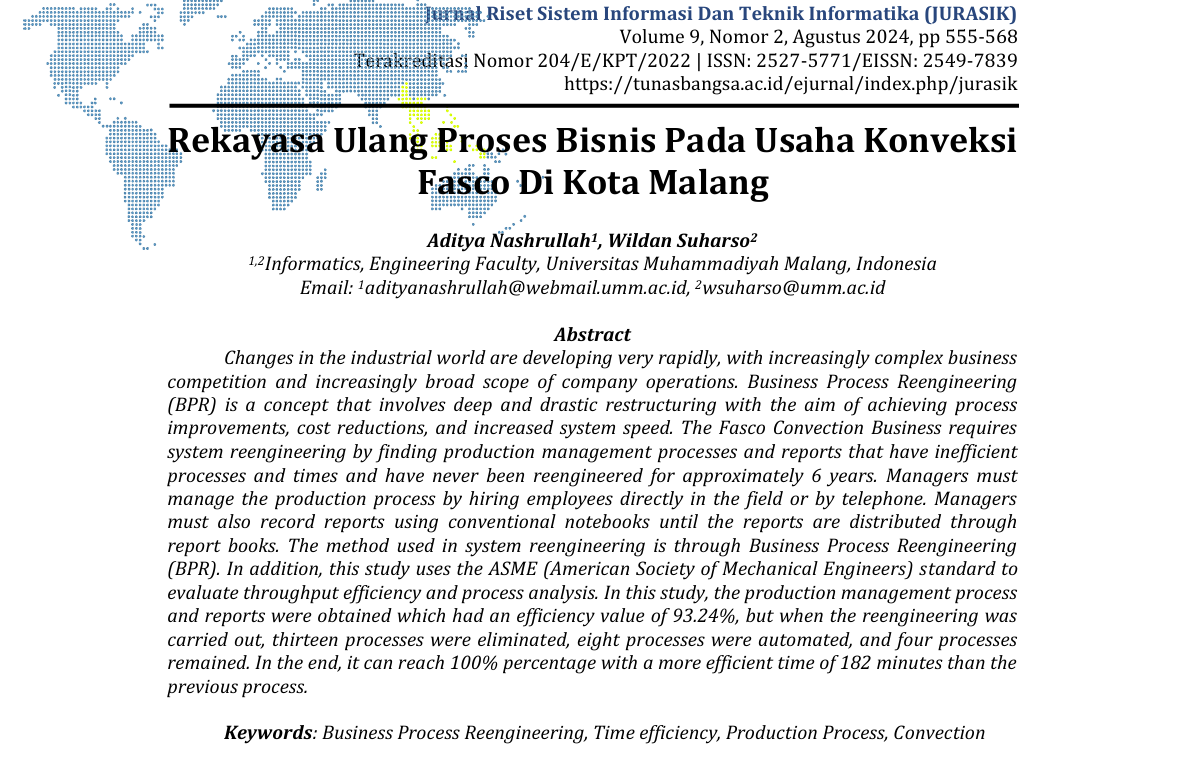 Jurnal Riset Sistem Informasi Dan Teknik Informatika (JURASIK)
Volume 9, Nomor 2, Agustus 2024, pp 555-568
Terakreditasi Nomor 204/E/KPT/2022 | ISSN: 2527-5771/EISSN: 2549-7839
https://tunasbangsa.ac.id/ejurnal/index.php/jurasik
Rekayasa Ulang Proses Bisnis Pada Usaha Konveksi
Fasco Di Kota Malang
Aditya Nashrullah¹, Wildan Suharso²
¹,²Informatics, Engineering Faculty, Universitas Muhammadiyah Malang, Indonesia
Email: ¹adityanashrullah@webmail.umm.ac.id, ²wsuharso@umm.ac.id
Abstract
Changes in the industrial world are developing very rapidly, with increasingly complex business
competition and increasingly broad scope of company operations. Business Process Reengineering
(BPR) is a concept that involves deep and drastic restructuring with the aim of achieving process
improvements, cost reductions, and increased system speed. The Fasco Convection Business requires
system reengineering by finding production management processes and reports that have inefficient
processes and times and have never been reengineered for approximately 6 years. Managers must
manage the production process by hiring employees directly in the field or by telephone. Managers
must also record reports using conventional notebooks until the reports are distributed through
report books. The method used in system reengineering is through Business Process Reengineering
(BPR). In addition, this study uses the ASME (American Society of Mechanical Engineers) standard to
evaluate throughput efficiency and process analysis. In this study, the production management process
and reports were obtained which had an efficiency value of 93.24%, but when the reengineering was
carried out, thirteen processes were eliminated, eight processes were automated, and four processes
remained. In the end, it can reach 100% percentage with a more efficient time of 182 minutes than the
previous process.
Keywords: Business Process Reengineering, Time efficiency, Production Process, Convection